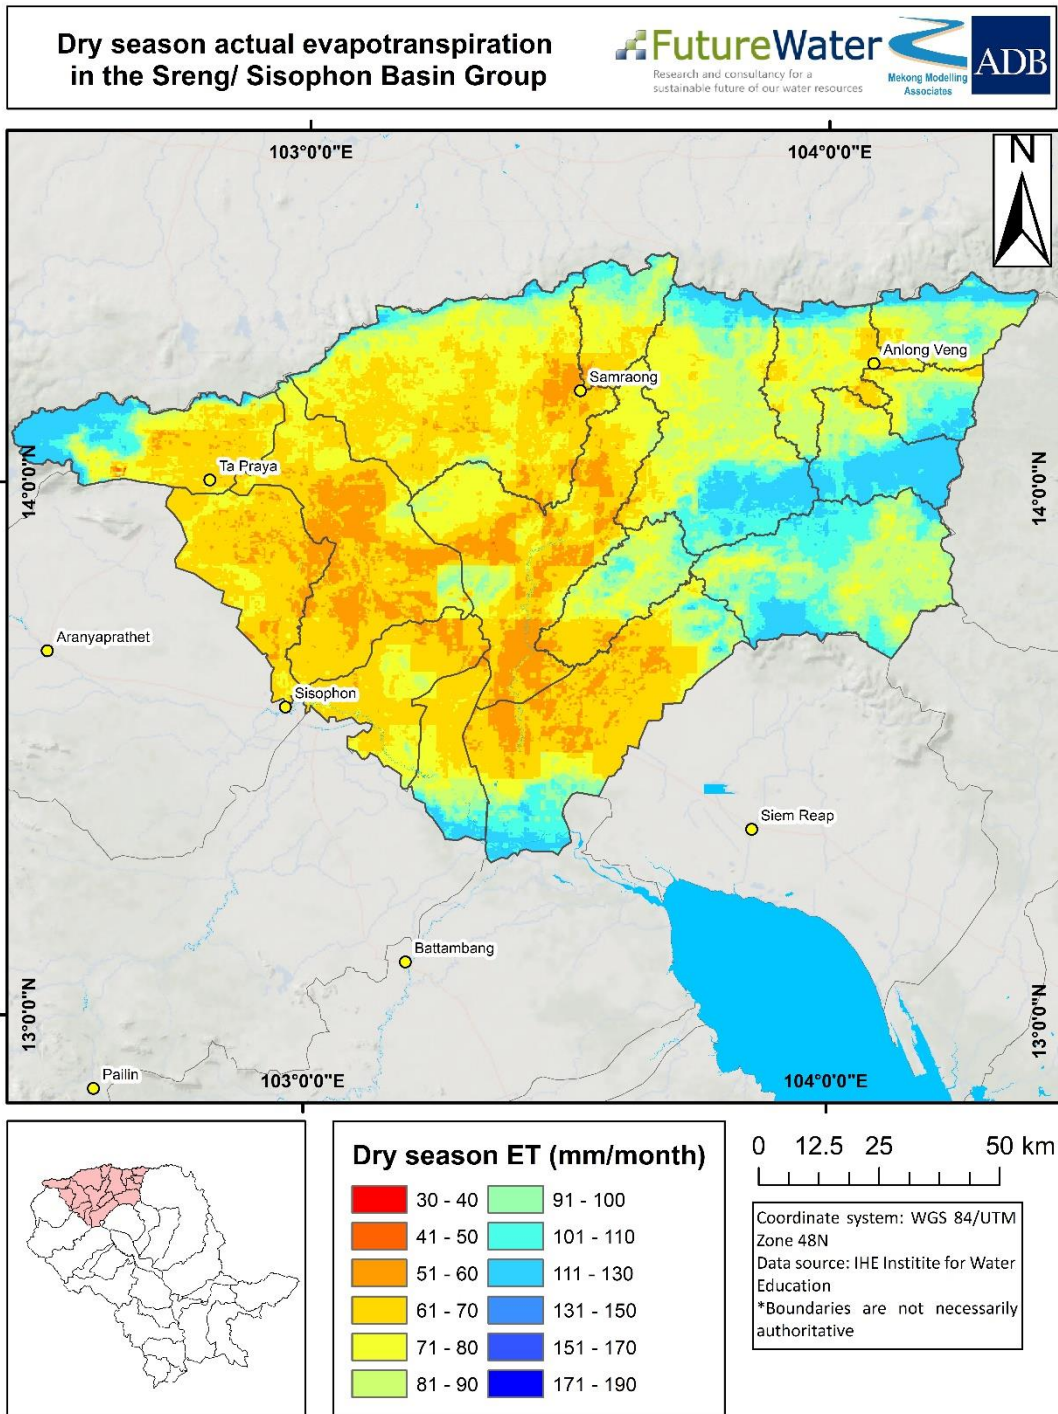 Dry season actual evapotranspiration
in the Sreng/ Sisophon Basin Group
FutureWater
Research and consultancy for a
sustainable future of our water resources
Mekong Modelling
Associates
ADB
103°0'0"E
104°0'0"E
N
Anlong Veng
Samraong
Ta Praya
14°0'0"N
14°0'0"N
Aranyaprathet
Sisophon
Siem Reap
Battambang
13°0'0"N
13°0'0"N
Pailin
103°0'0"E
104°0'0"E
Dry season ET (mm/month)
30 - 40
41 - 50
51 - 60
61 - 70
71 - 80
81 - 90
91 - 100
101 - 110
111 - 130
131 - 150
151 - 170
171 - 190
0 12.5 25 50 km
Coordinate system: WGS 84/UTM
Zone 48N
Data source: IHE Institite for Water
Education
*Boundaries are not necessarily
authoritative